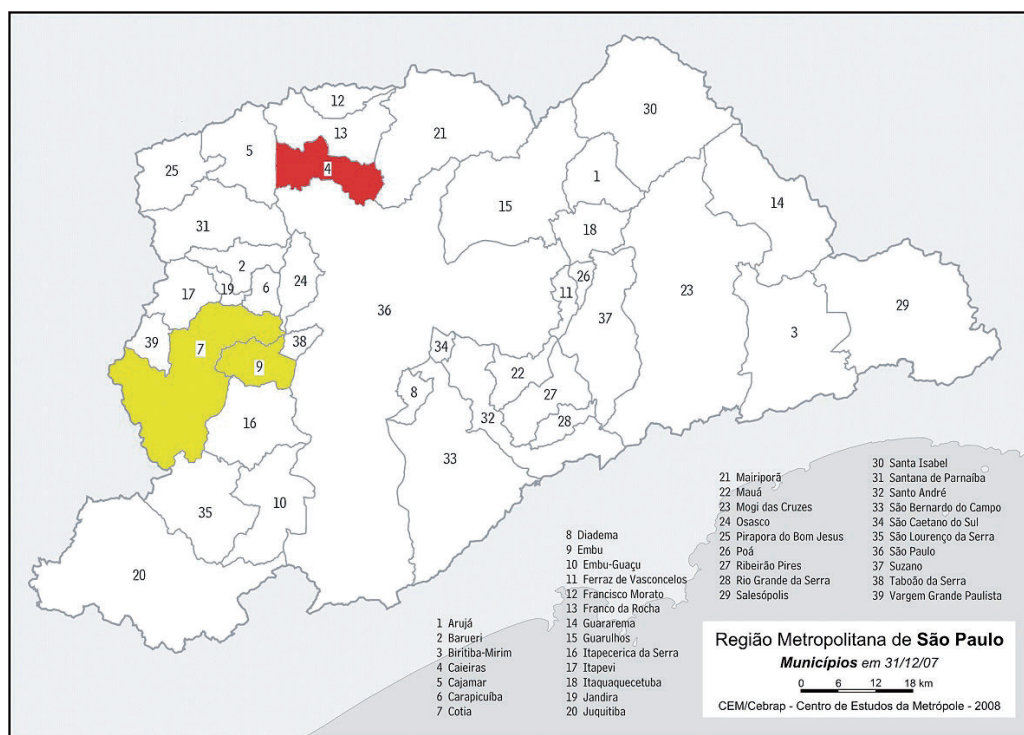 12
30
13
21
5
4
25
1
14
15
31
18
2
26
24
6
19
17
11
23
29
36
37
39
38
34
3
7
9
22
8
27
16
32
28
33
10
35
20
1 Arujá
2 Barueri
3 Biritiba-Mirim
4 Caieiras
5 Cajamar
6 Carapicuíba
7 Cotia
8 Diadema
9 Embu
10 Embu-Guaçu
11 Ferraz de Vasconcelos
12 Francisco Morato
13 Franco da Rocha
14 Guararema
15 Guarulhos
16 Itapecerica da Serra
17 Itapevi
18 Itaquaquecetuba
19 Jandira
20 Juquitiba
21 Mairiporã
22 Mauá
23 Mogi das Cruzes
24 Osasco
25 Pirapora do Bom Jesus
26 Poá
27 Ribeirão Pires
28 Rio Grande da Serra
29 Salesópolis
30 Santa Isabel
31 Santana de Parnaíba
32 Santo André
33 São Bernardo do Campo
34 São Caetano do Sul
35 São Lourenço da Serra
36 São Paulo
37 Suzano
38 Taboão da Serra
39 Vargem Grande Paulista
Região Metropolitana de São Paulo
Municípios em 31/12/07
0 6 12 18 km
CEM/Cebrap - Centro de Estudos da Metrópole - 2008